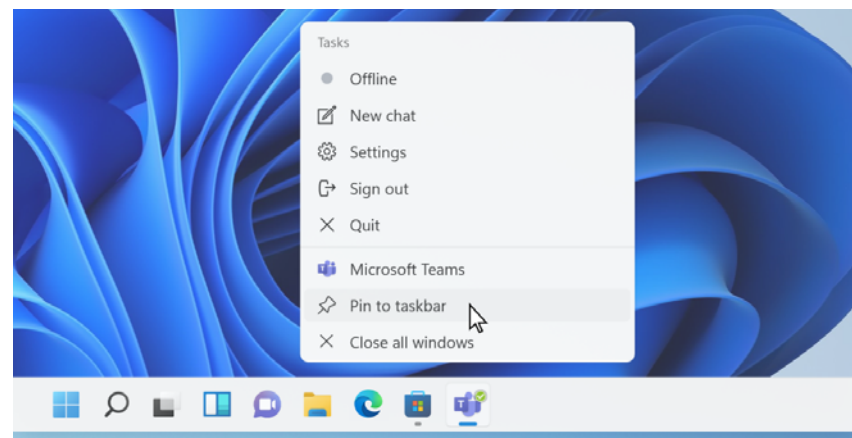 Tasks
Offline
New chat
Settings
Sign out
Quit
Microsoft Teams
Pin to taskbar
Close all windows